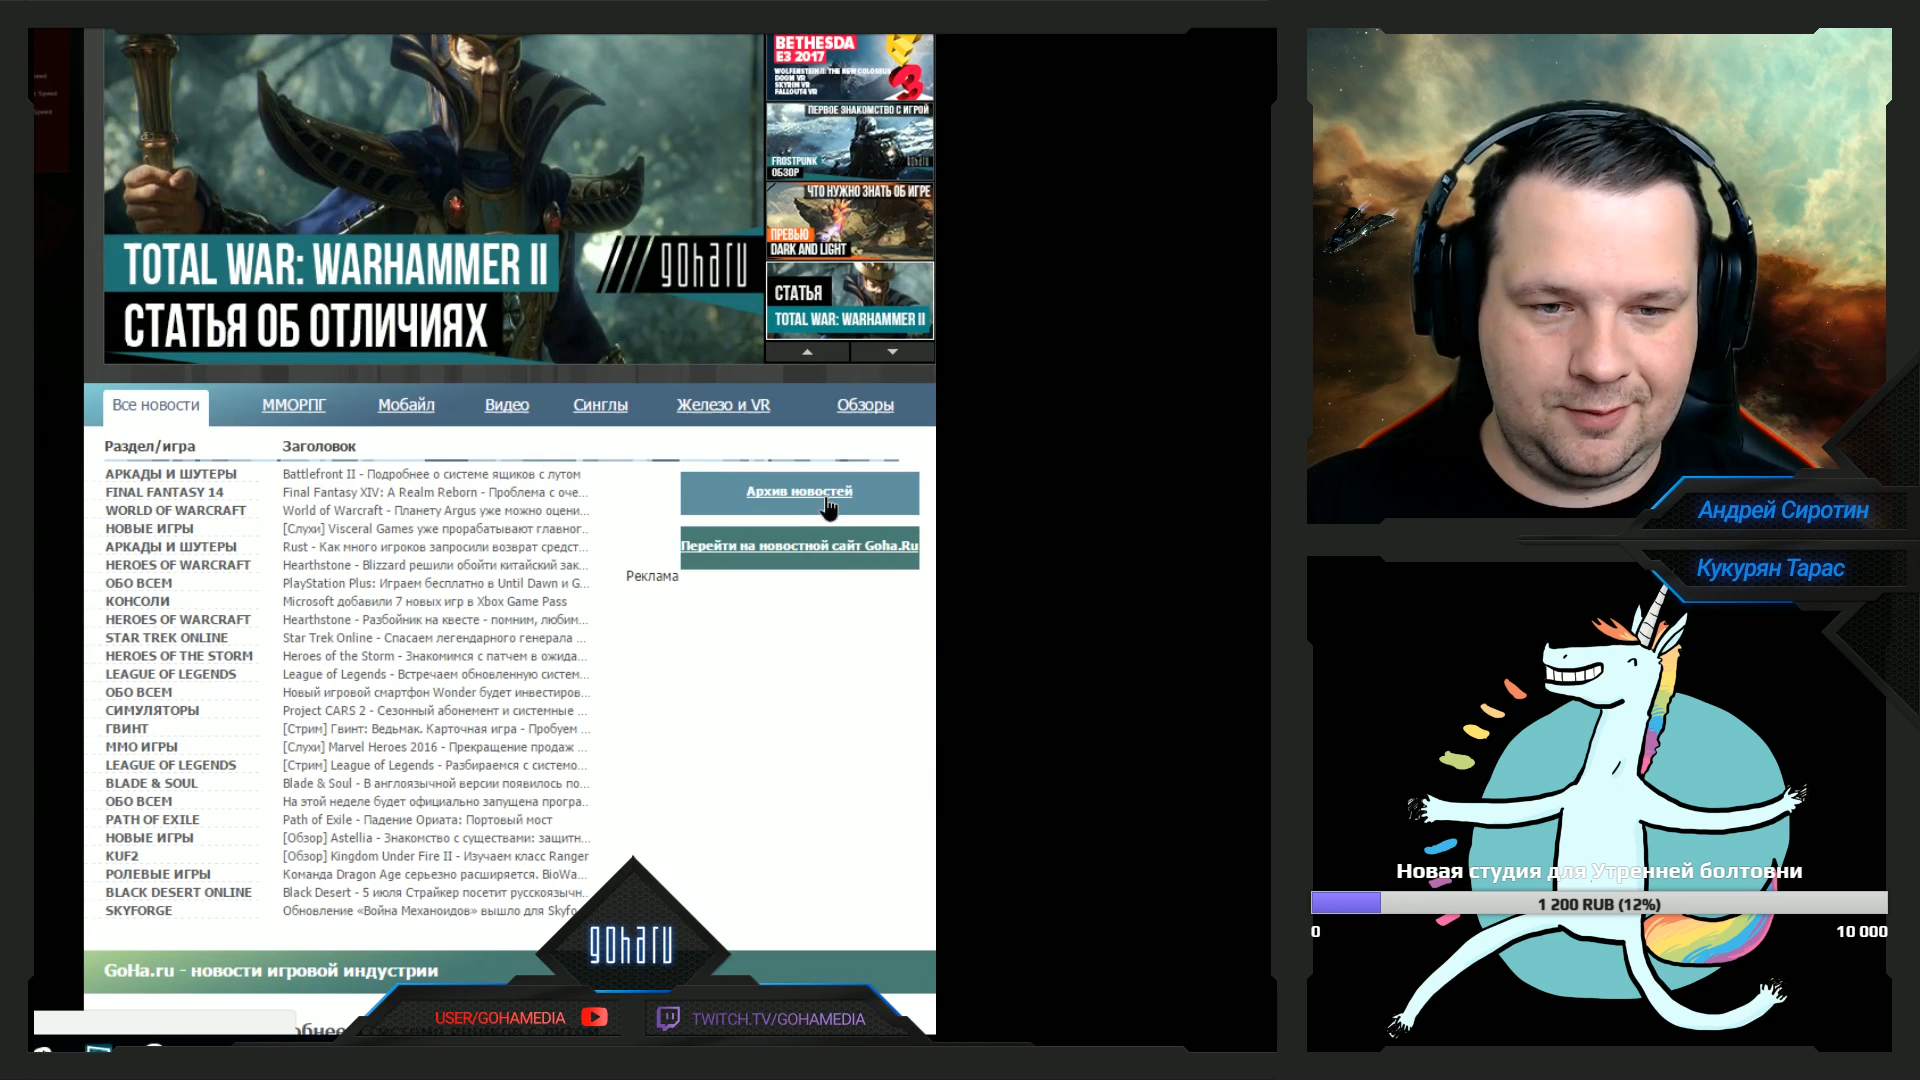 BETHESDA
E3 2017
WOLFENSTEIN II: THE NEW COLOSSUS
DOOM VR
SKYRIM VR
FALLOUT4 VR
ПЕРВОЕ ЗНАКОМСТВО С ИГРОЙ
FROSTPUNK
ОБЗОР
ЧТО НУЖНО ЗНАТЬ ОБ ИГРЕ
ПРЕВЬЮ
DARK AND LIGHT
СТАТЬЯ
TOTAL WAR: WARHAMMER II
TOTAL WAR: WARHAMMER II
goharu
СТАТЬЯ ОБ ОТЛИЧИЯХ
Все новости ММОРПГ Мобайл Видео Синглы Железо и VR Обзоры
Раздел/игра Заголовок
АРКАДЫ И ШУТЕРЫ Battlefront II - Подробнее о системе ящиков с лутом
FINAL FANTASY 14 Final Fantasy XIV: A Realm Reborn - Проблема с оче...
WORLD OF WARCRAFT World of Warcraft - Планету Argus уже можно оцени...
НОВЫЕ ИГРЫ [Слухи] Visceral Games уже прорабатывают главног...
АРКАДЫ И ШУТЕРЫ Rust - Как много игроков запросили возврат средст...
HEROES OF WARCRAFT Hearthstone - Blizzard решили обойти китайский зак...
ОБО ВСЕМ PlayStation Plus: Играем бесплатно в Until Dawn и G...
КОНСОЛИ Microsoft добавили 7 новых игр в Xbox Game Pass
HEROES OF WARCRAFT Hearthstone - Разбойник на квесте - помним, любим...
STAR TREK ONLINE Star Trek Online - Спасаем легендарного генерала ...
HEROES OF THE STORM Heroes of the Storm - Знакомимся с патчем в ожида...
LEAGUE OF LEGENDS League of Legends - Встречаем обновленную систем...
ОБО ВСЕМ Новый игровой смартфон Wonder будет инвестиров...
СИМУЛЯТОРЫ Project CARS 2 - Сезонный абонемент и системные ...
ГВИНТ [Стрим] Гвинт: Ведьмак. Карточная игра - Пробуем ...
ММО ИГРЫ [Слухи] Marvel Heroes 2016 - Прекращение продаж ...
LEAGUE OF LEGENDS [Стрим] League of Legends - Разбираемся с системо...
BLADE & SOUL Blade & Soul - В англоязычной версии появилось по...
ОБО ВСЕМ На этой неделе будет официально запущена програ..
PATH OF EXILE Path of Exile - Падение Ориата: Портовый мост
НОВЫЕ ИГРЫ [Обзор] Astellia - Знакомство с существами: защитн...
KUF2 [Обзор] Kingdom Under Fire II - Изучаем класс Ranger
РОЛЕВЫЕ ИГРЫ Команда Dragon Age серьезно расширяется. BioWa...
BLACK DESERT ONLINE Black Desert - 5 июля Страйкер посетит русскоязычн..
SKYFORGE Обновление «Война Механоидов» вышло для Skyfo
Архив новостей
Перейти на новостной сайт Goha.Ru
Реклама
GoHa.ru - новости игровой индустрии
goharu
USER/GOHAMEDIA
TWITCH.TV/GOHAMEDIA
Андрей Сиротин
Кукурян Тарас
Новая студия для Утренней болтовни
1 200 RUB (12%)
0 10 000